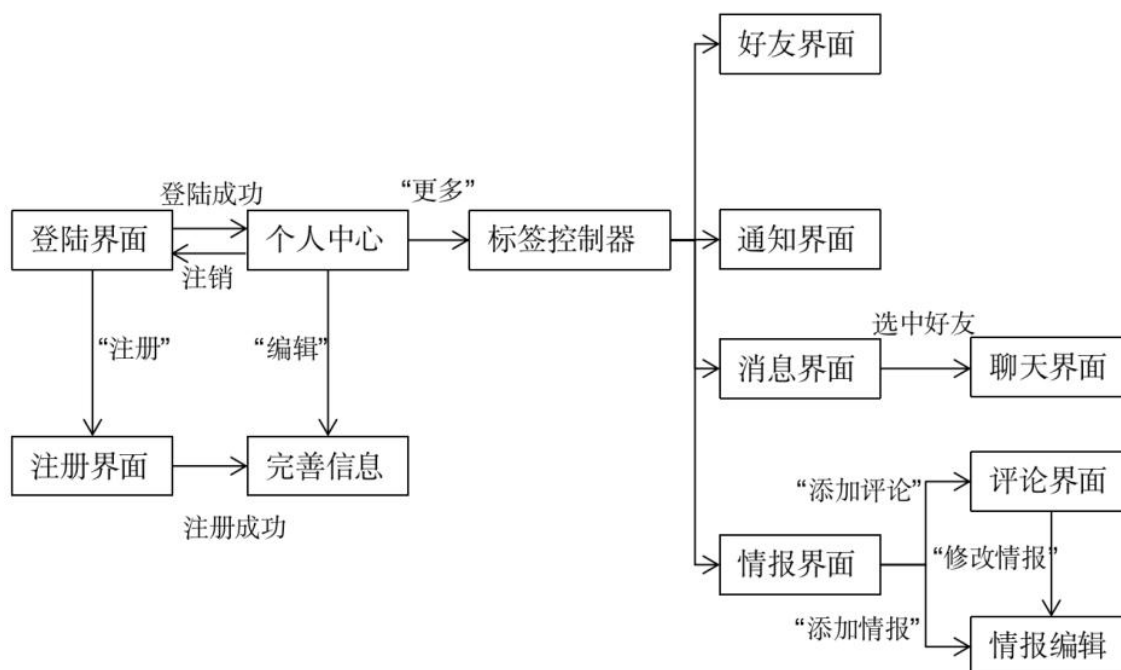 好友界面
登陆成功
“更多”
登陆界面
个人中心
标签控制器
通知界面
注销
选中好友
“注册”
“编辑”
消息界面
聊天界面
注册界面
完善信息
评论界面
“添加评论”
注册成功
情报界面
“修改情报”
“添加情报”
情报编辑